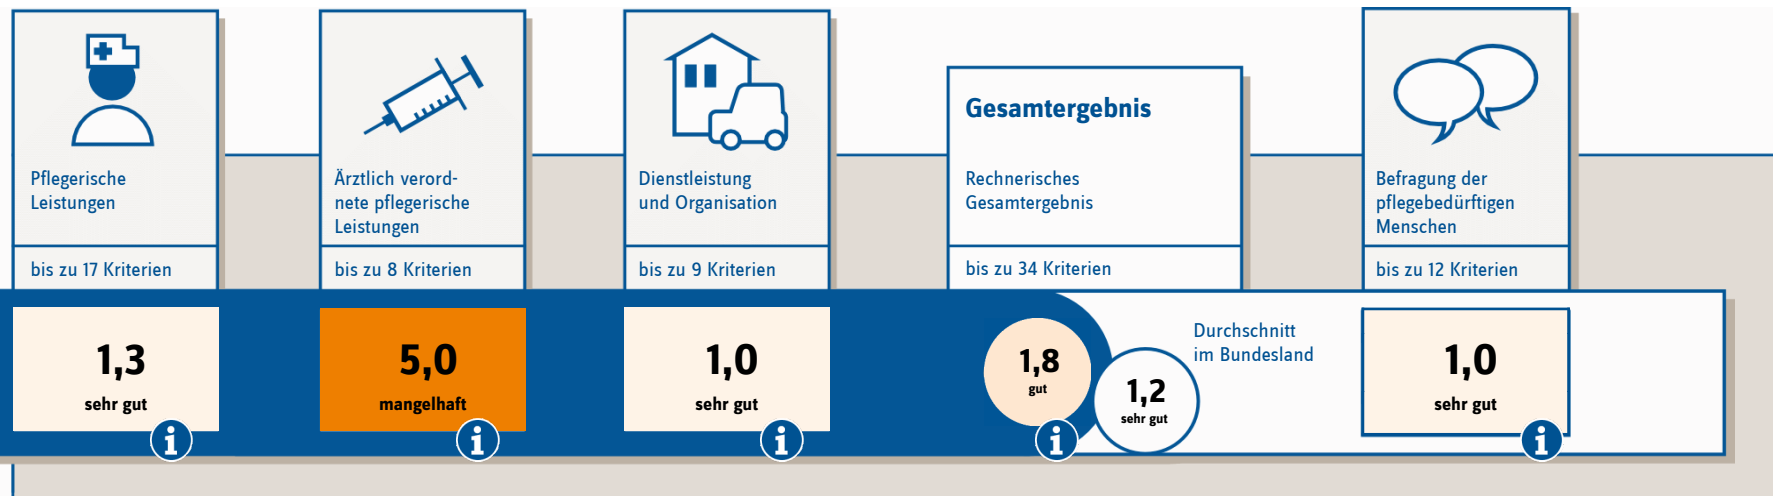 Pflegerische
Leistungen
bis zu 17 Kriterien
1,3
sehr gut
i
Ärztlich verord-
nete pflegerische
Leistungen
bis zu 8 Kriterien
5,0
mangelhaft
i
Dienstleistung
und Organisation
bis zu 9 Kriterien
1,0
sehr gut
i
Gesamtergebnis
Rechnerisches
Gesamtergebnis
bis zu 34 Kriterien
1,8
gut
i
Durchschnitt
im Bundesland
1,2
sehr gut
Befragung der
pflegebedürftigen
Menschen
bis zu 12 Kriterien
1,0
sehr gut
i